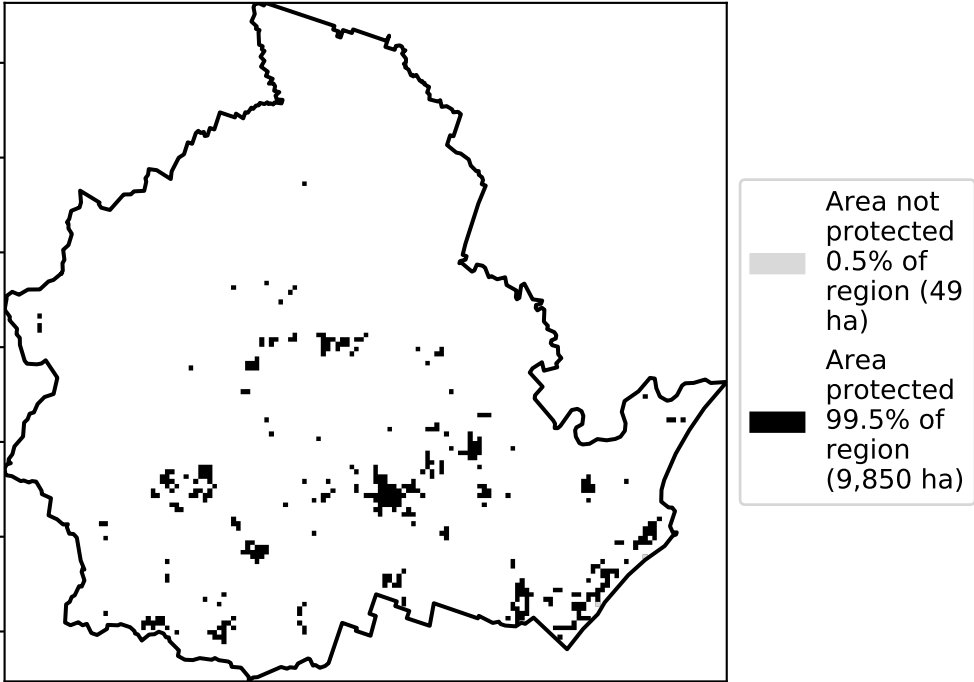 Area not
protected
0.5% of
region (49
ha)
Area
protected
99.5% of
region
(9,850 ha)